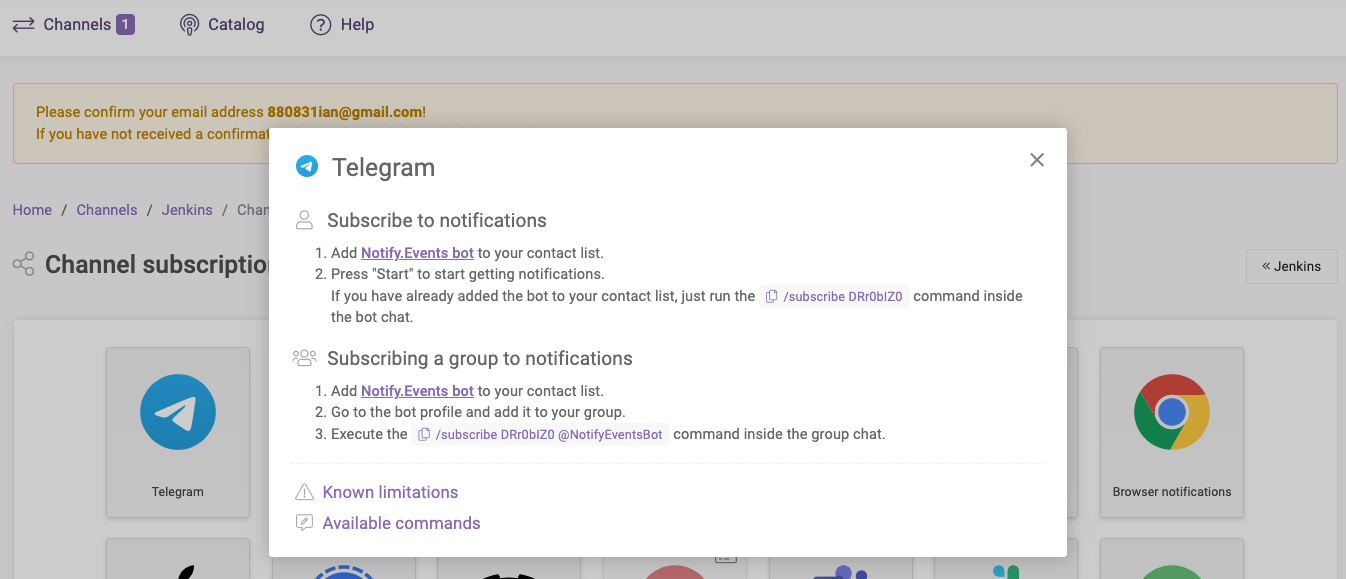 Channels 1 Catalog Help
Please confirm your email address 880831ian@gmail.com!
If you have not received a
Telegram
Home / Channels / Jenkins /
Subscribe to notifications
1. Add Notify.Events bot to your contact list.
Channel
« Jenkins
2. Press "Start" to start getting notifications.
If you have already added the bot to your contact list, just run the /subscribe DRr0bIZ0 command inside
the bot chat.
Subscribing a group to notifications
1. Add Notify.Events bot to your contact list.
2. Go to the bot profile and add it to your group.
3. Execute the /subscribe DRr0bIZ0 @NotifyEventsBot command inside the group chat.
Telegram
Browser notifications
Known limitations
Available commands